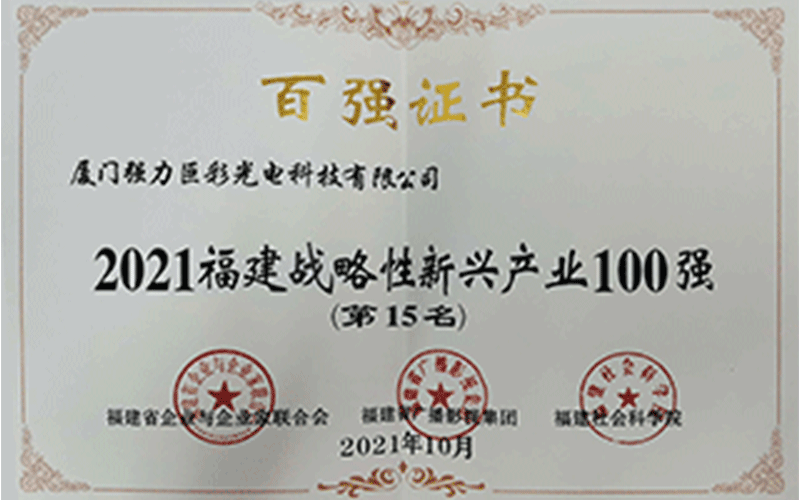 百强证书
厦门强力巨彩光电科技有限公司
2021福建战略性新兴产业100强
(第15名)
福建省企业与企业家联合会
福建省广播影视集团
福建社会科学院
2021年10月